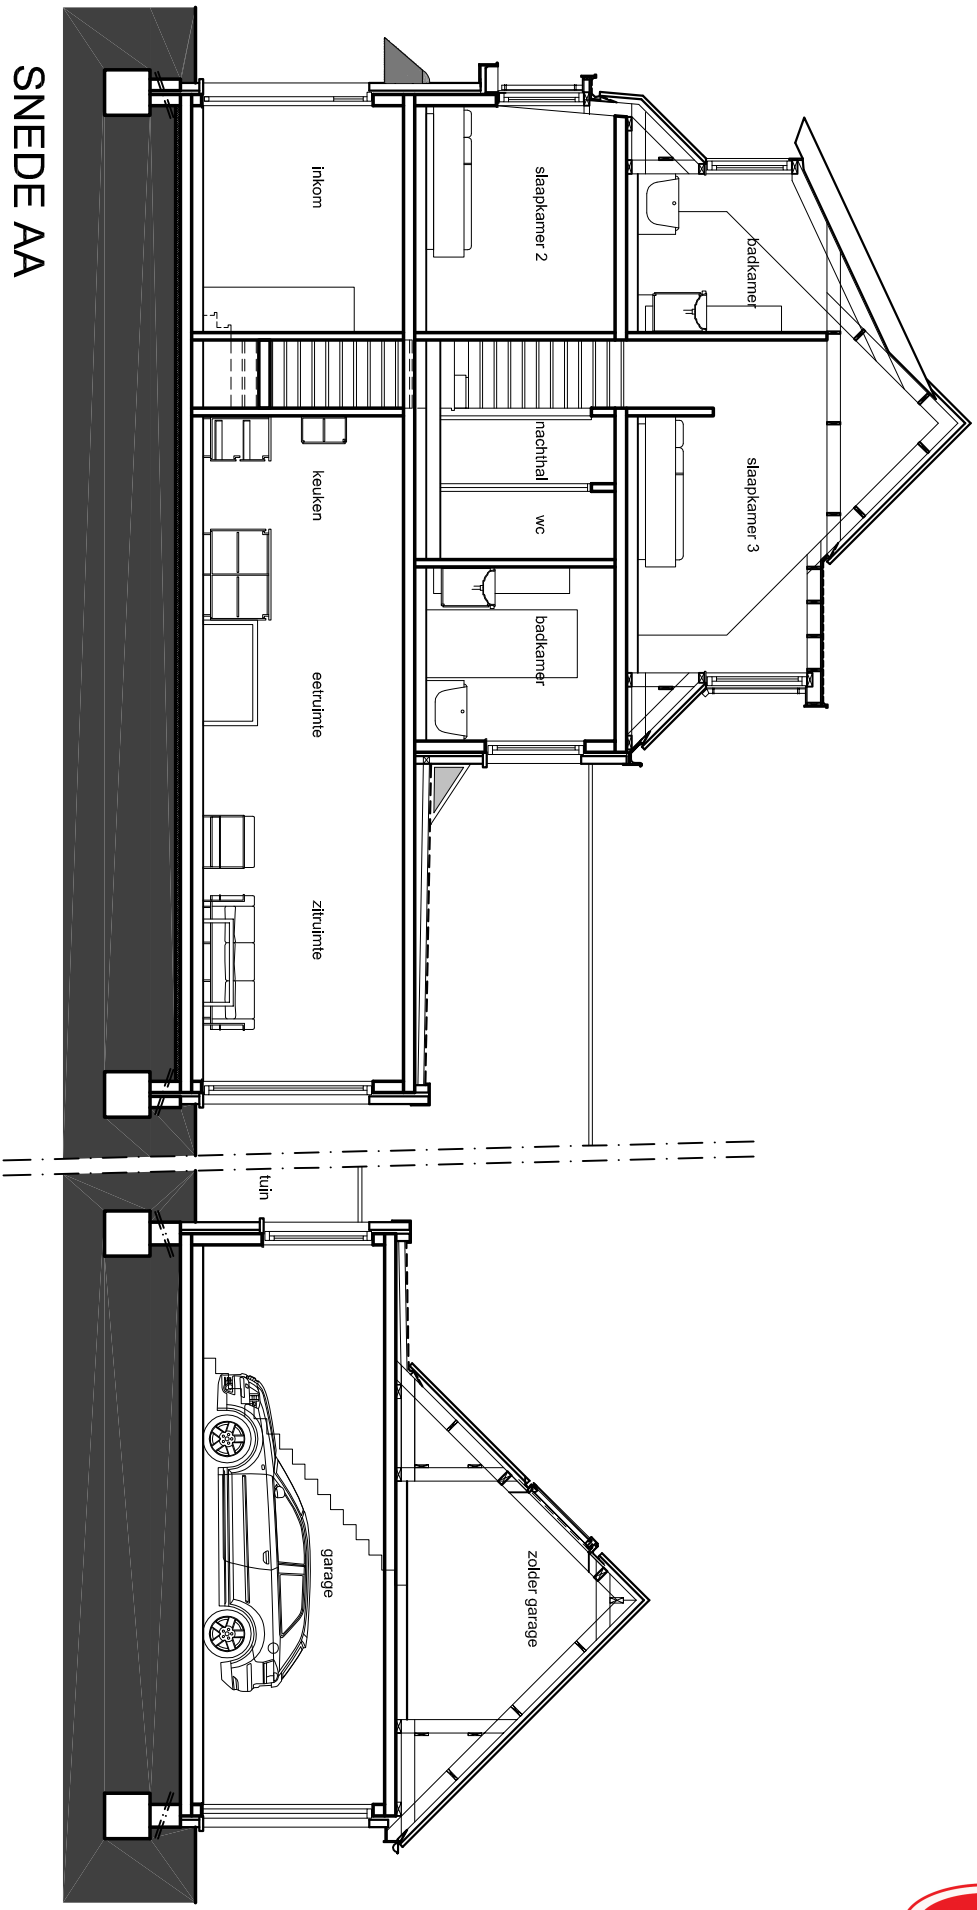 SNEDE AA
badkamer
slaapkamer 3
slaapkamer 2
nachthal
wc
badkamer
inkom
keuken
eetruimte
zitruimte
tuin
garage
zolder garage